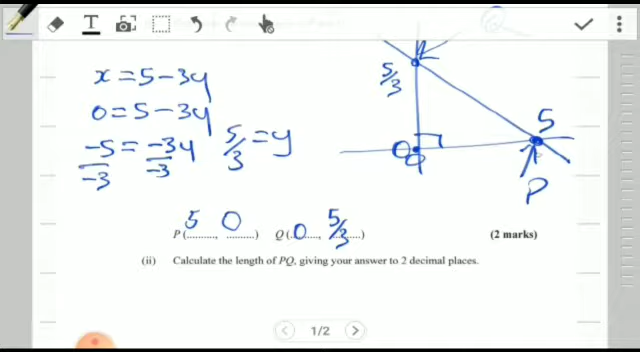 T
x = 5 - 3y
0 = 5 - 3y
-5/-3 = -3y/-3 5/3 = y
5/3
5
O
P
P (5, 0) Q (0, 5/3) (2 marks)
(ii) Calculate the length of PQ, giving your answer to 2 decimal places.
1/2